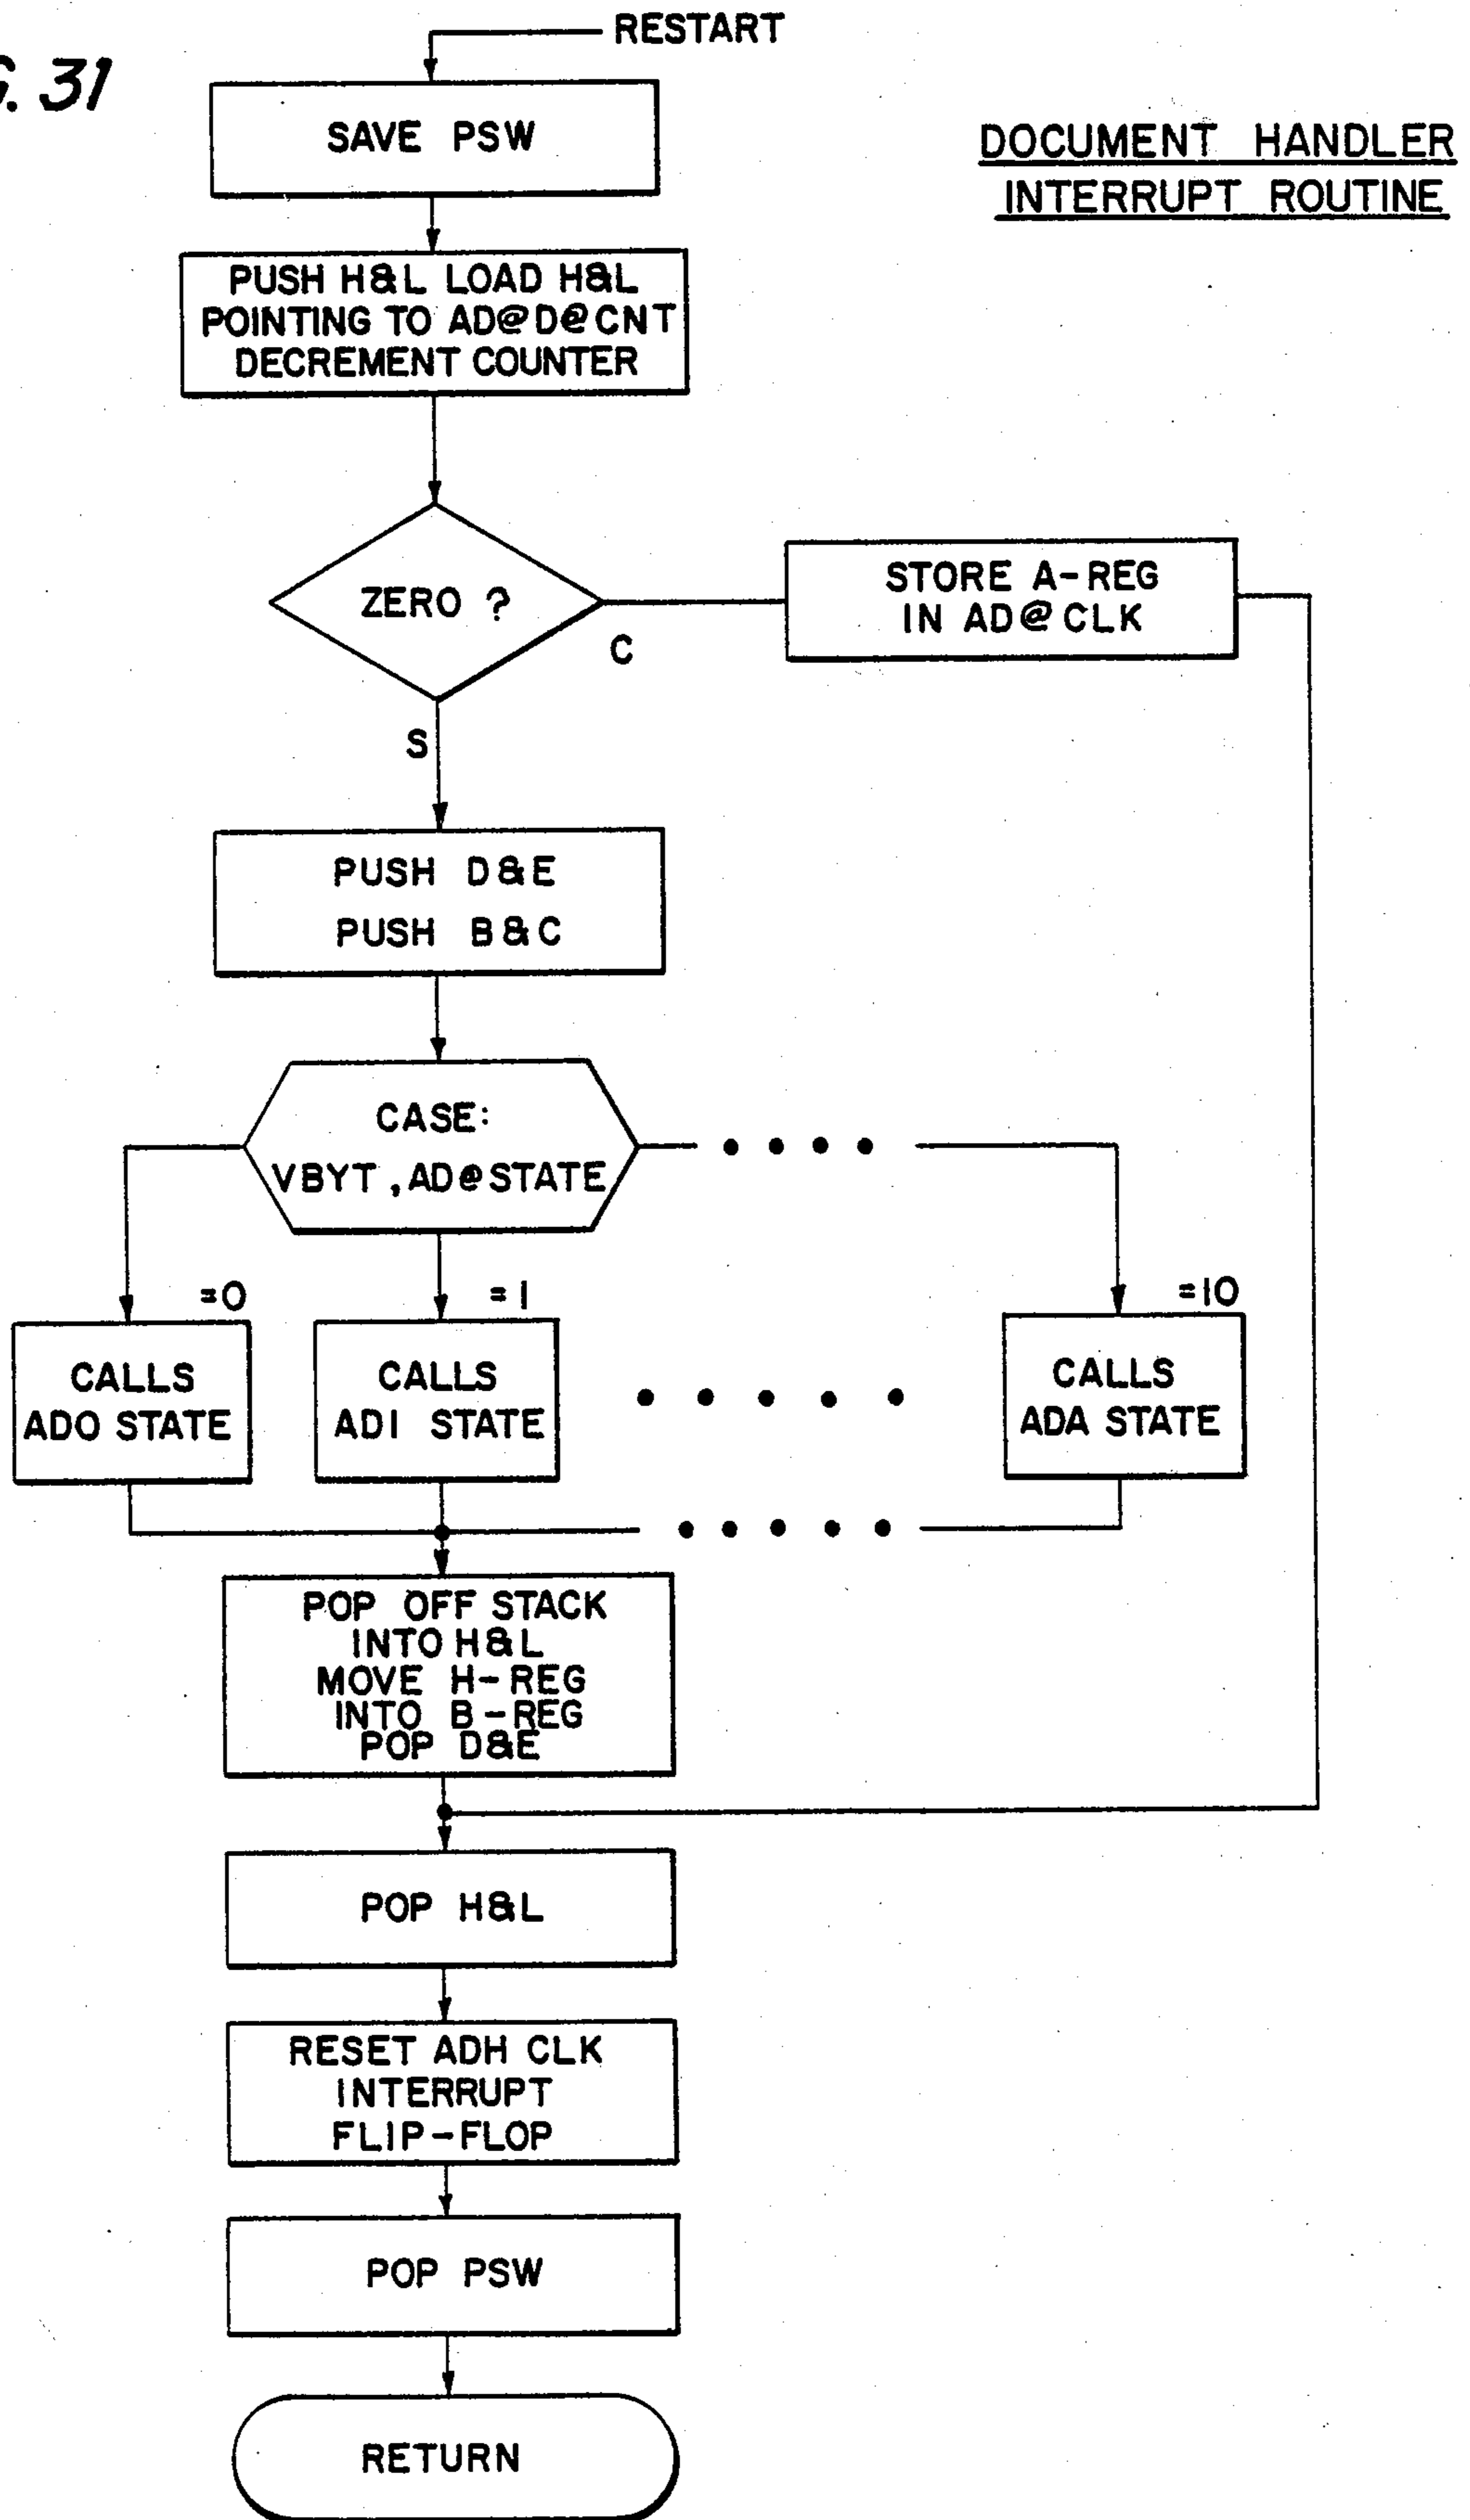 RESTART
G. 31
SAVE PSW
DOCUMENT HANDLER
INTERRUPT ROUTINE
PUSH H&L LOAD H&L
POINTING TO AD@D@CNT
DECREMENT COUNTER
ZERO ?
C
STORE A-REG
IN AD@CLK
S
PUSH D&E
PUSH B&C
CASE:
VBYT,AD@STATE
=0
=1
=10
CALLS
ADO STATE
CALLS
ADI STATE
CALLS
ADA STATE
POP OFF STACK
INTO H&L
MOVE H-REG
INTO B-REG
POP D&E
POP H&L
RESET ADH CLK
INTERRUPT
FLIP-FLOP
POP PSW
RETURN